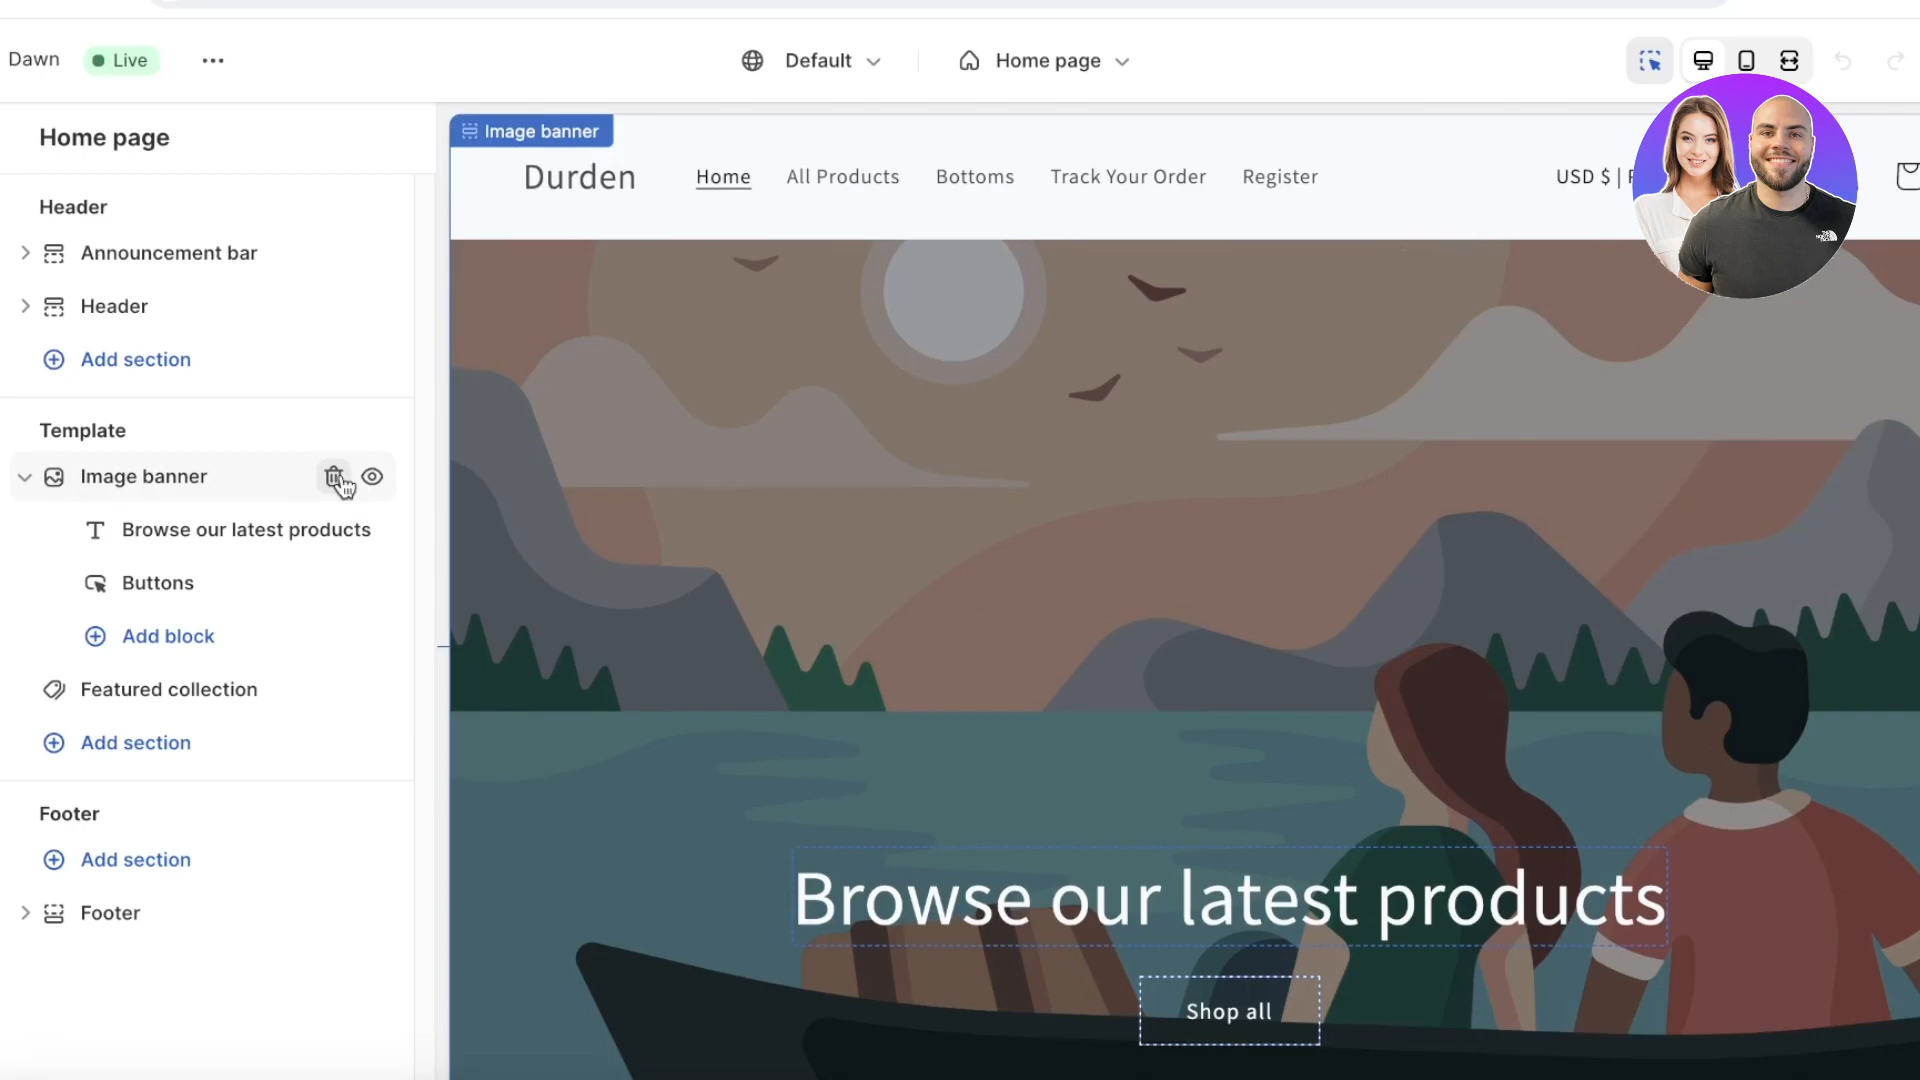 Dawn
Live
Default
Home page
Home page
Header
Announcement bar
Header
Add section
Template
Image banner
Browse our latest products
Buttons
Add block
Featured collection
Add section
Footer
Add section
Footer
Image banner
Durden
Home
All Products
Bottoms
Track Your Order
Register
USD $ |
Browse our latest products
Shop all